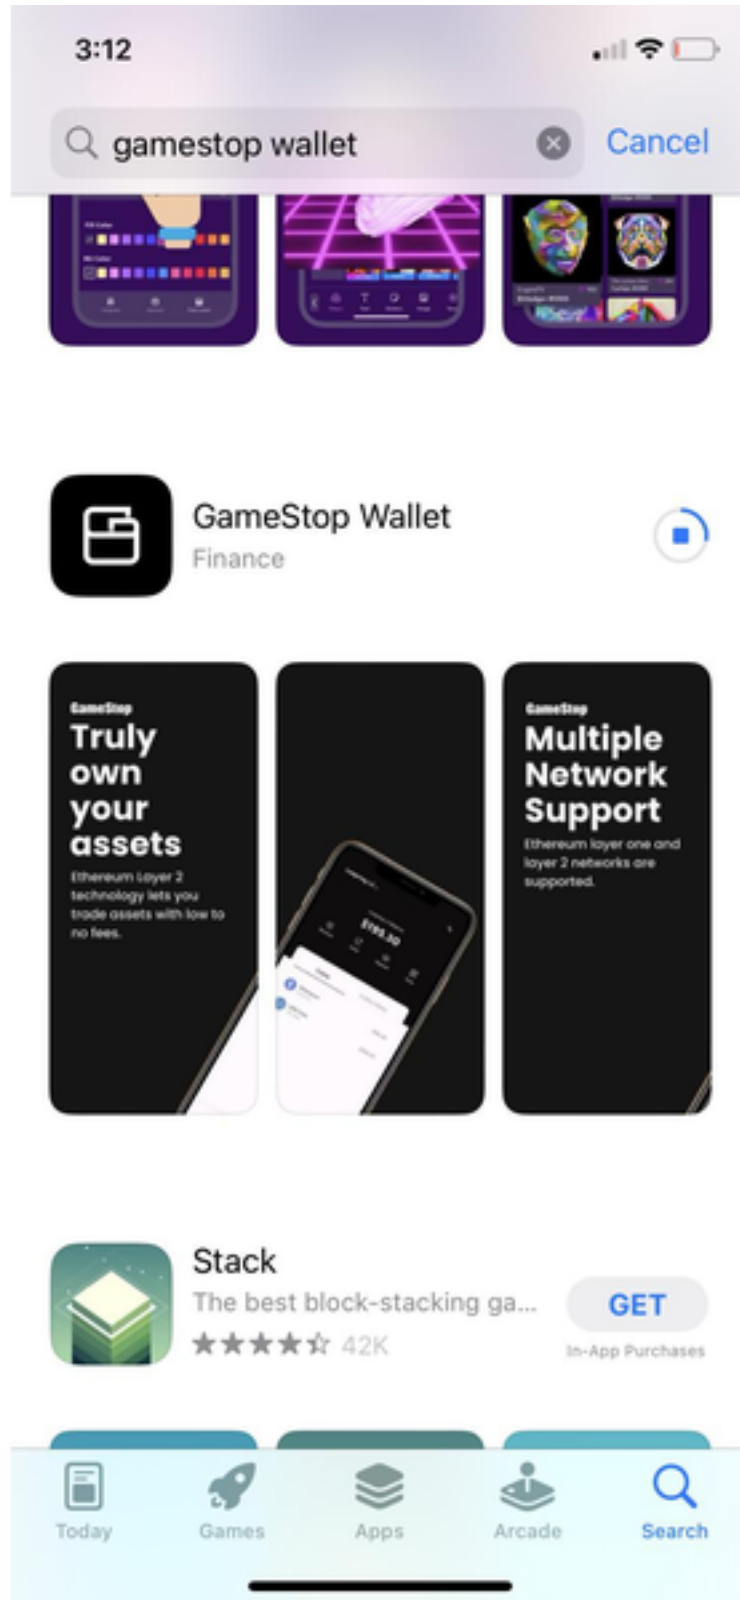 3:12
gamestop wallet
Cancel
GameStop Wallet
Finance
GameStop
Truly
own
your
assets
Ethereum Layer 2
technology lets you
trade assets with low to
no fees.
$195.30
GameStop
Multiple
Network
Support
Ethereum layer one and
layer 2 networks are
supported.
Stack
The best block-stacking ga...
42K
GET
In-App Purchases
Today
Games
Apps
Arcade
Search